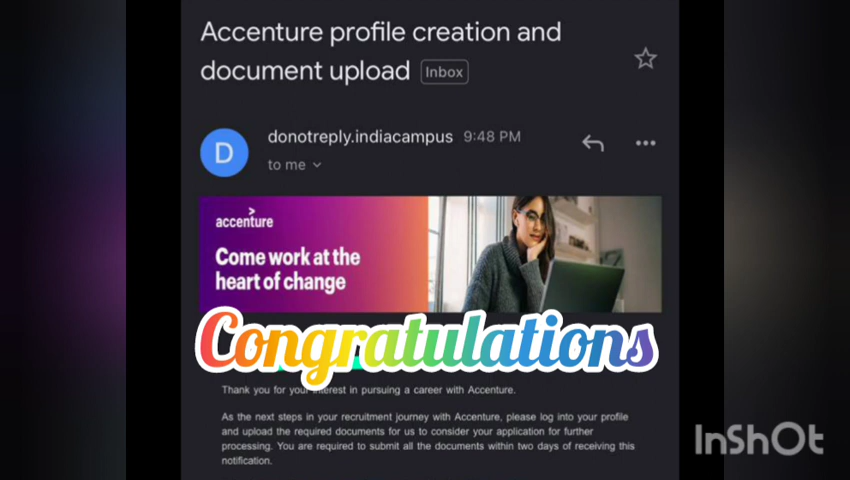 Accenture profile creation and
document upload Inbox
D
donotreply.indiacampus 9:48 PM
to me
accenture
Come work at the
heart of change
Congratulations
Thank you for your interest in pursuing a career with Accenture.
As the next steps in your recruitment journey with Accenture, please log into your profile
and upload the required documents for us to consider your application for further
processing. You are required to submit all the documents within two days of receiving this
notification.
InShOt